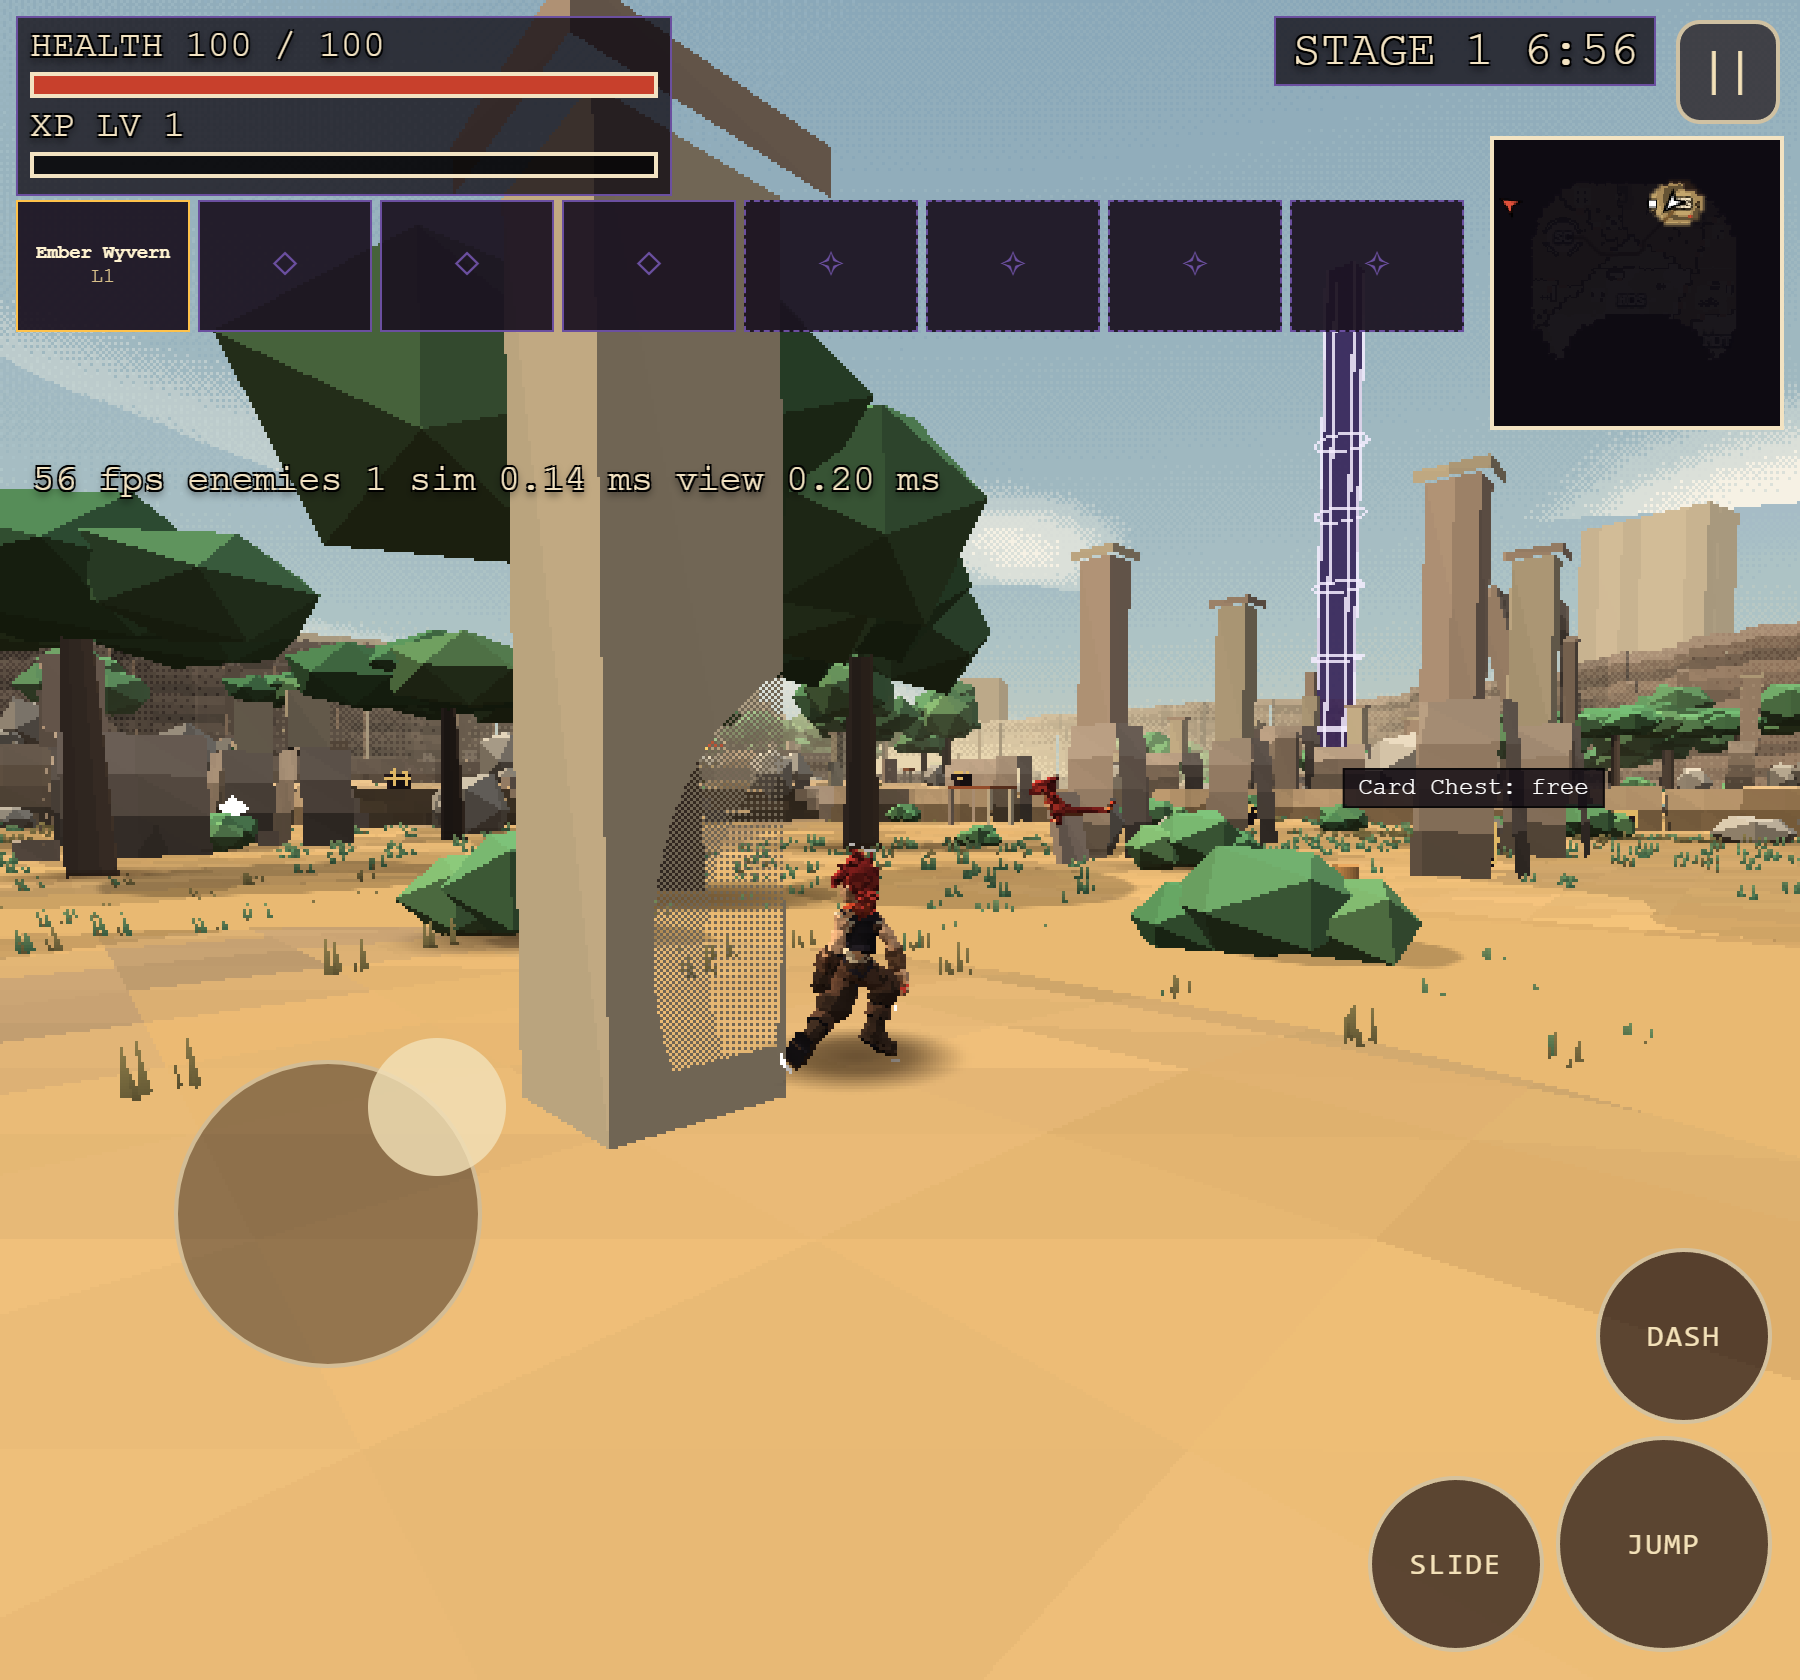 HEALTH 100 / 100
XP LV 1
STAGE 1 6:56
Ember Wyvern
L1
56 fps enemies 1 sim 0.14 ms view 0.20 ms
Card Chest: free
DASH
SLIDE
JUMP